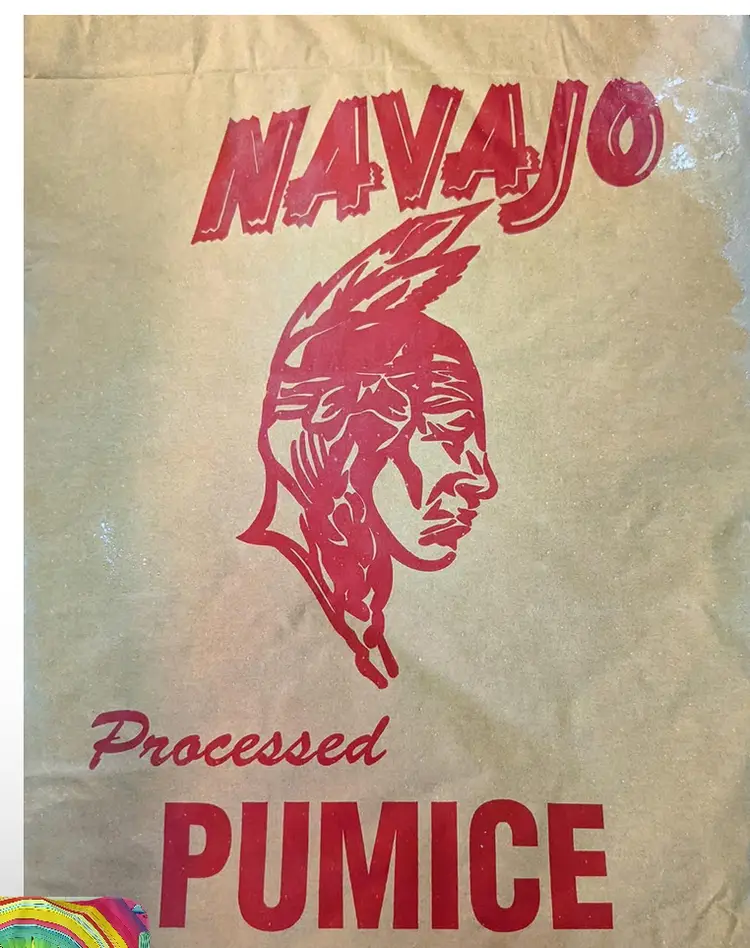 NAVAJO
Processed
PUMICE